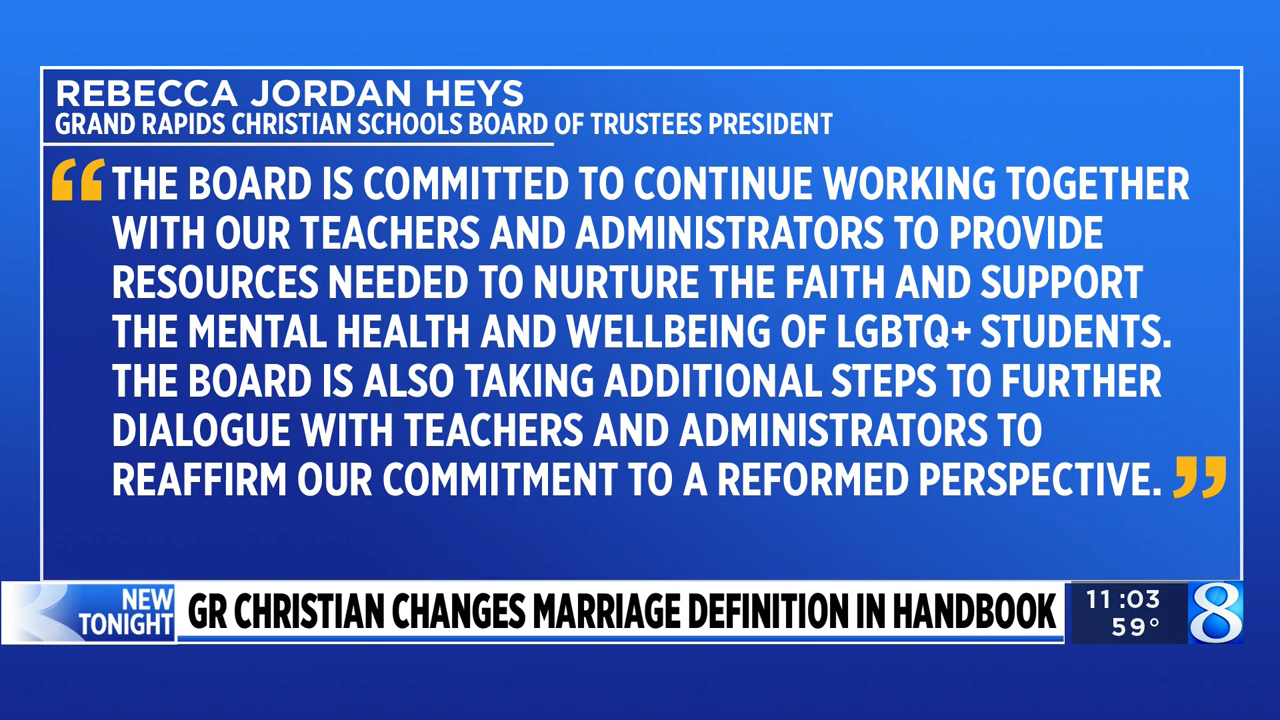 REBECCA JORDAN HEYS
GRAND RAPIDS CHRISTIAN SCHOOLS BOARD OF TRUSTEES PRESIDENT
“THE BOARD IS COMMITTED TO CONTINUE WORKING TOGETHER
WITH OUR TEACHERS AND ADMINISTRATORS TO PROVIDE
RESOURCES NEEDED TO NURTURE THE FAITH AND SUPPORT
THE MENTAL HEALTH AND WELLBEING OF LGBTQ+ STUDENTS.
THE BOARD IS ALSO TAKING ADDITIONAL STEPS TO FURTHER
DIALOGUE WITH TEACHERS AND ADMINISTRATORS TO
REAFFIRM OUR COMMITMENT TO A REFORMED PERSPECTIVE.”
NEW
TONIGHT
GR CHRISTIAN CHANGES MARRIAGE DEFINITION IN HANDBOOK
11:03
59°
8